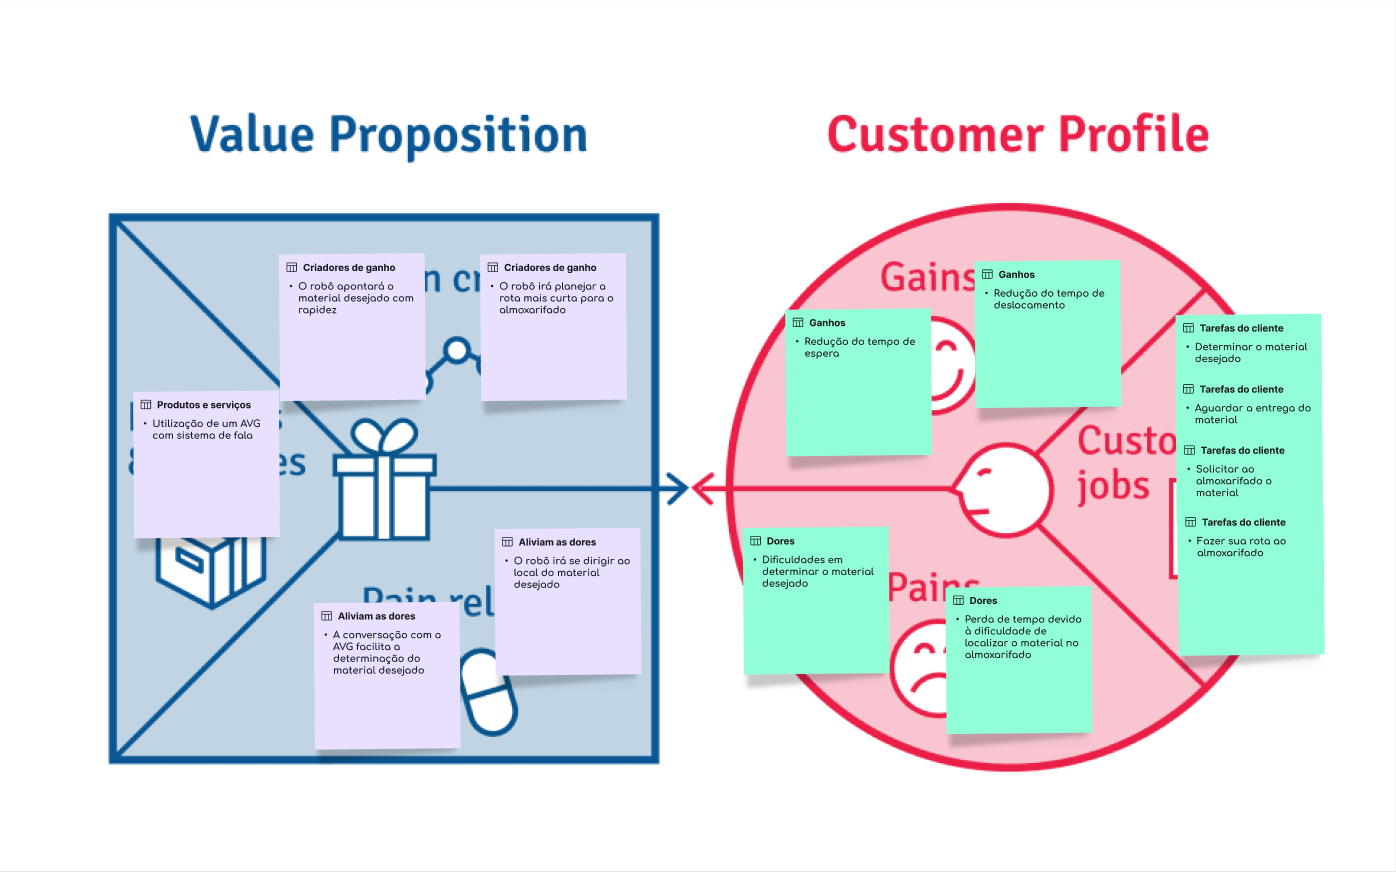 Value Proposition
Customer Profile
Criadores de ganho
O robô apontará o
material desejado com
rapidez
Criadores de ganho
O robô irá planejar a
rota mais curta para o
almoxarifado
Produtos e serviços
Utilização de um AVG
com sistema de fala
Aliviam as dores
O robô irá se dirigir ao
local do material
desejado
Pain rel
Aliviam as dores
A conversação com o
AVG facilita a
determinação do
material desejado
Gains
Ganhos
Redução do tempo de
deslocamento
Ganhos
Redução do tempo de
espera
Custo
jobs
Tarefas do cliente
Determinar o material
desejado
Tarefas do cliente
Aguardar a entrega do
material
Tarefas do cliente
Solicitar ao
almoxarifado o
material
Tarefas do cliente
Fazer sua rota ao
almoxarifado
Dores
Dificuldades em
determinar o material
desejado
Pains
Dores
Perda de tempo devido
à dificuldade de
localizar o material no
almoxarifado